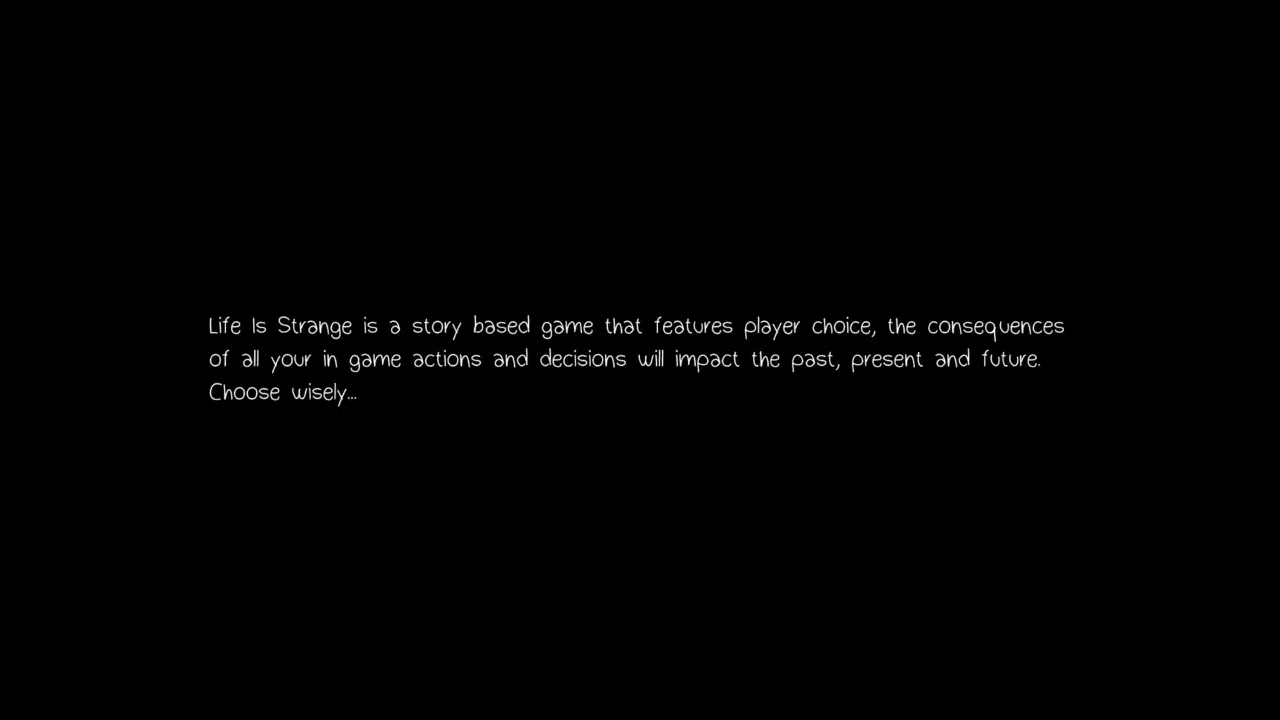 Life Is Strange is a story based game that features player choice, the consequences
of all your in game actions and decisions will impact the past, present and future.
Choose wisely...